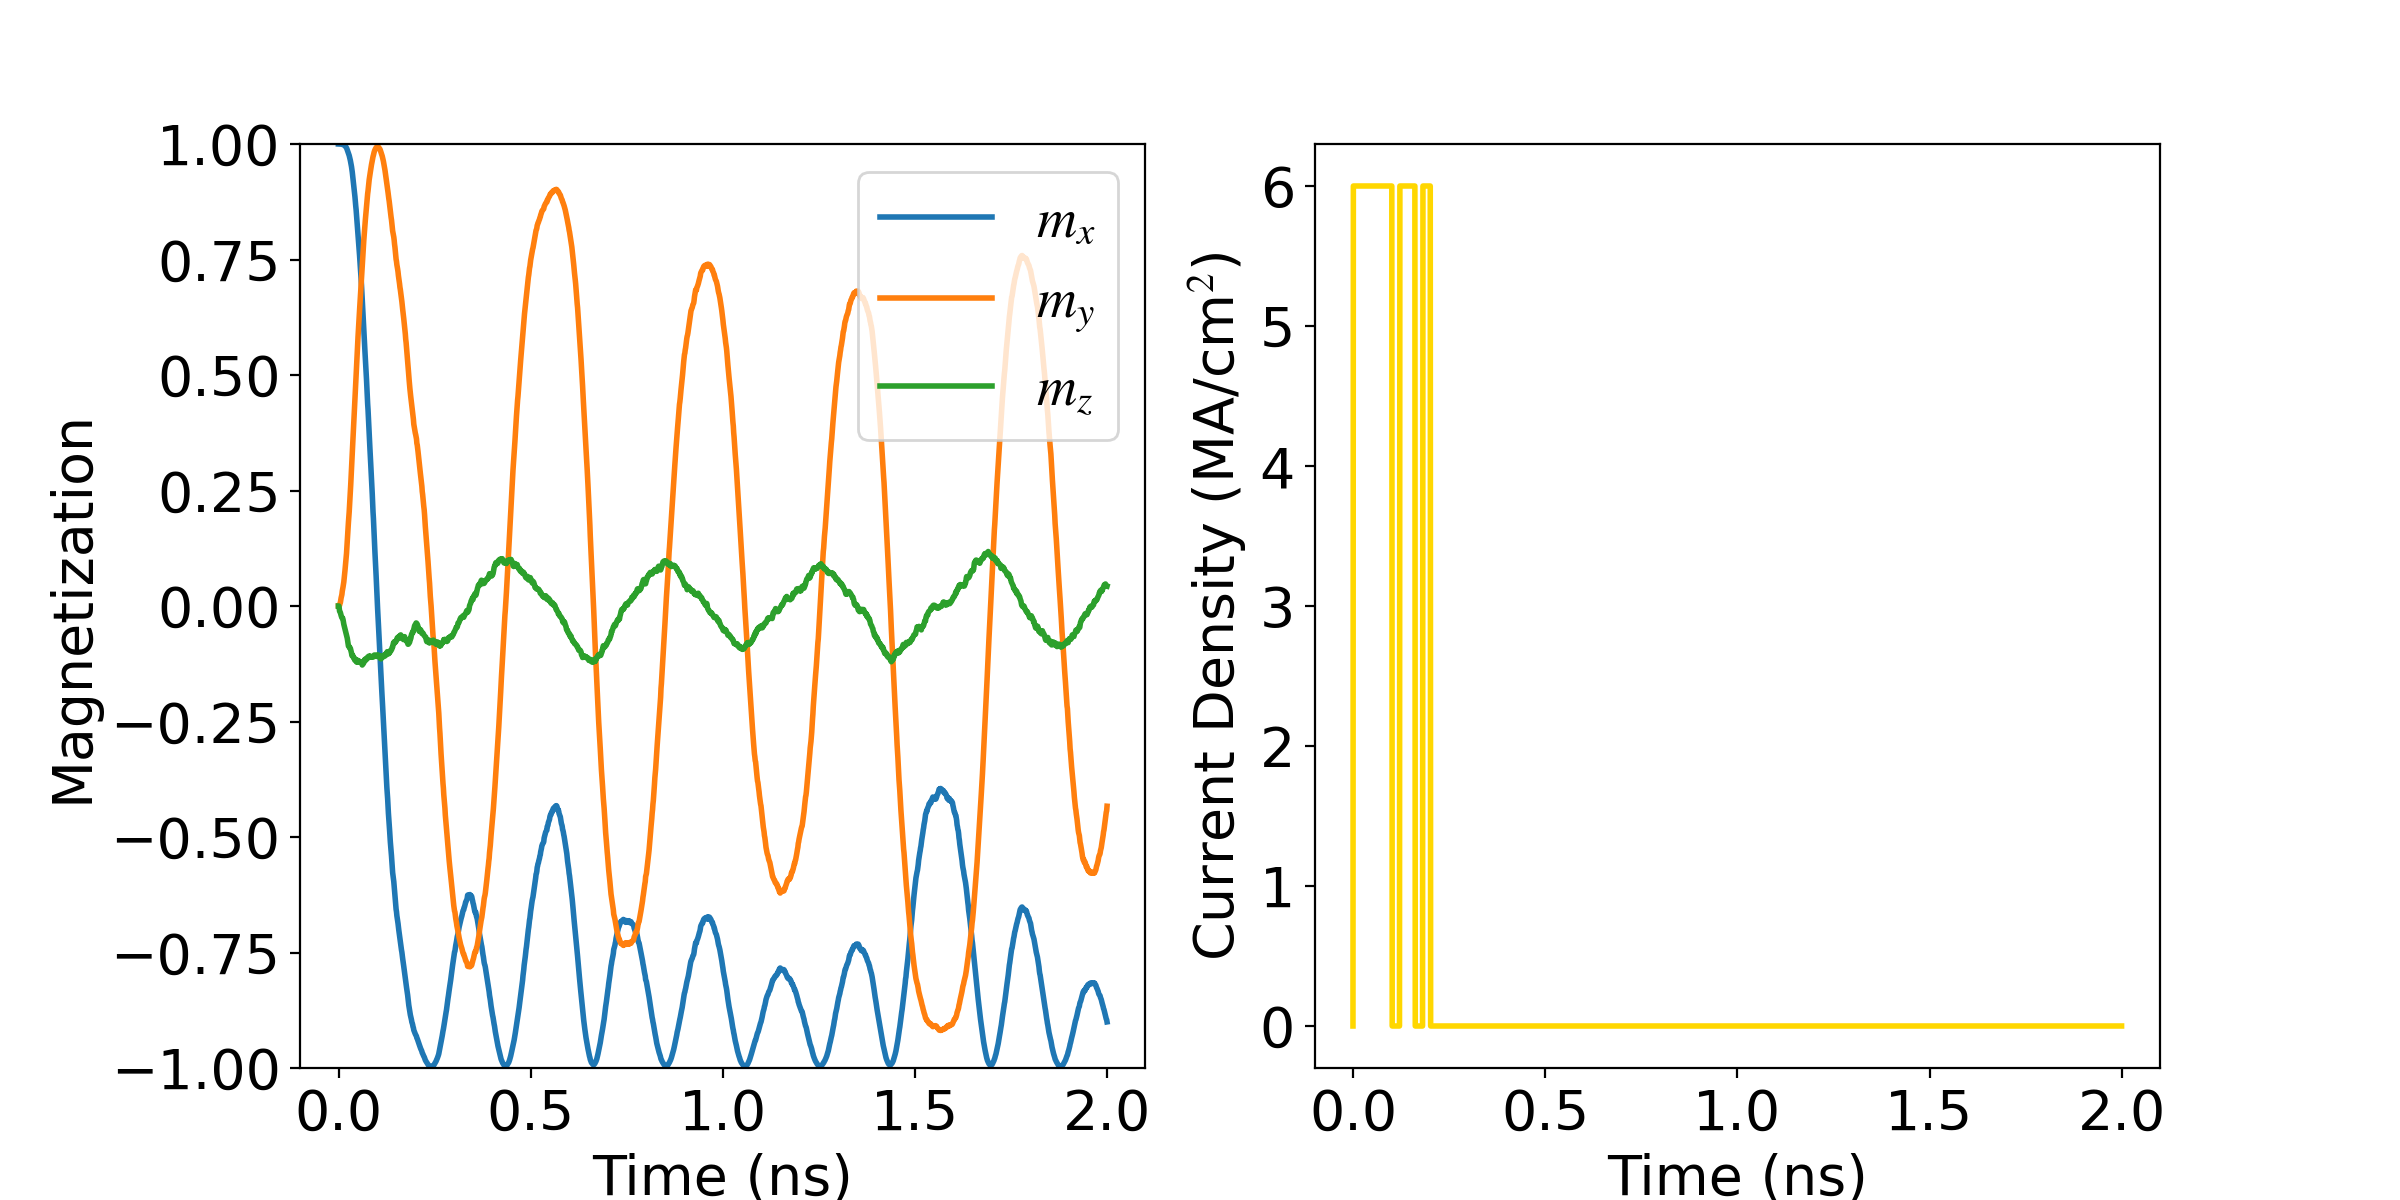 1.00
0.75
0.50
0.25
0.00
−0.25
−0.50
−0.75
−1.00
Magnetization
0.0 0.5 1.0 1.5 2.0
Time (ns)
m_x
m_y
m_z
6
5
4
3
2
1
0
Current Density (MA/cm²)
0.0 0.5 1.0 1.5 2.0
Time (ns)